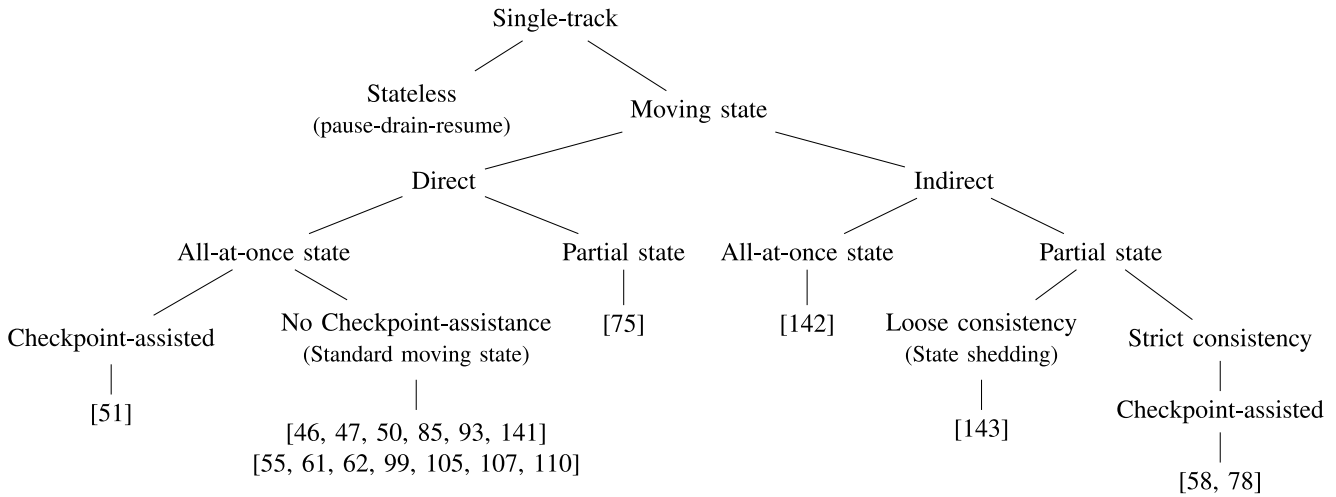 Single-track
Stateless
(pause-drain-resume)
Moving state
Direct
Indirect
All-at-once state
Partial state
All-at-once state
Partial state
Checkpoint-assisted
No Checkpoint-assistance
(Standard moving state)
[75]
[142]
Loose consistency
(State shedding)
Strict consistency
[51]
[46, 47, 50, 85, 93, 141]
[55, 61, 62, 99, 105, 107, 110]
[143]
Checkpoint-assisted
[58, 78]